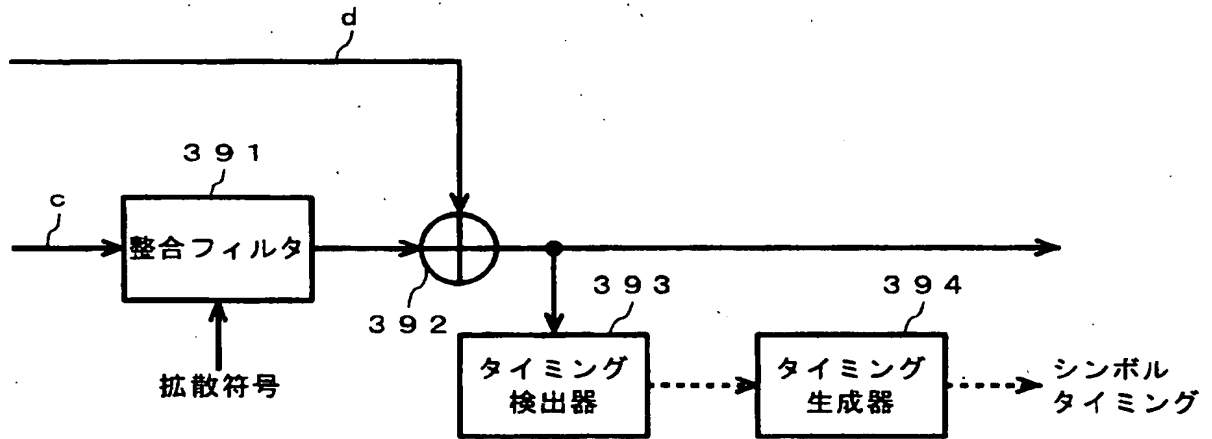 d
391
c
整合フィルタ
392
393
394
タイミング
検出器
タイミング
生成器
シンボル
タイミング
拡散符号